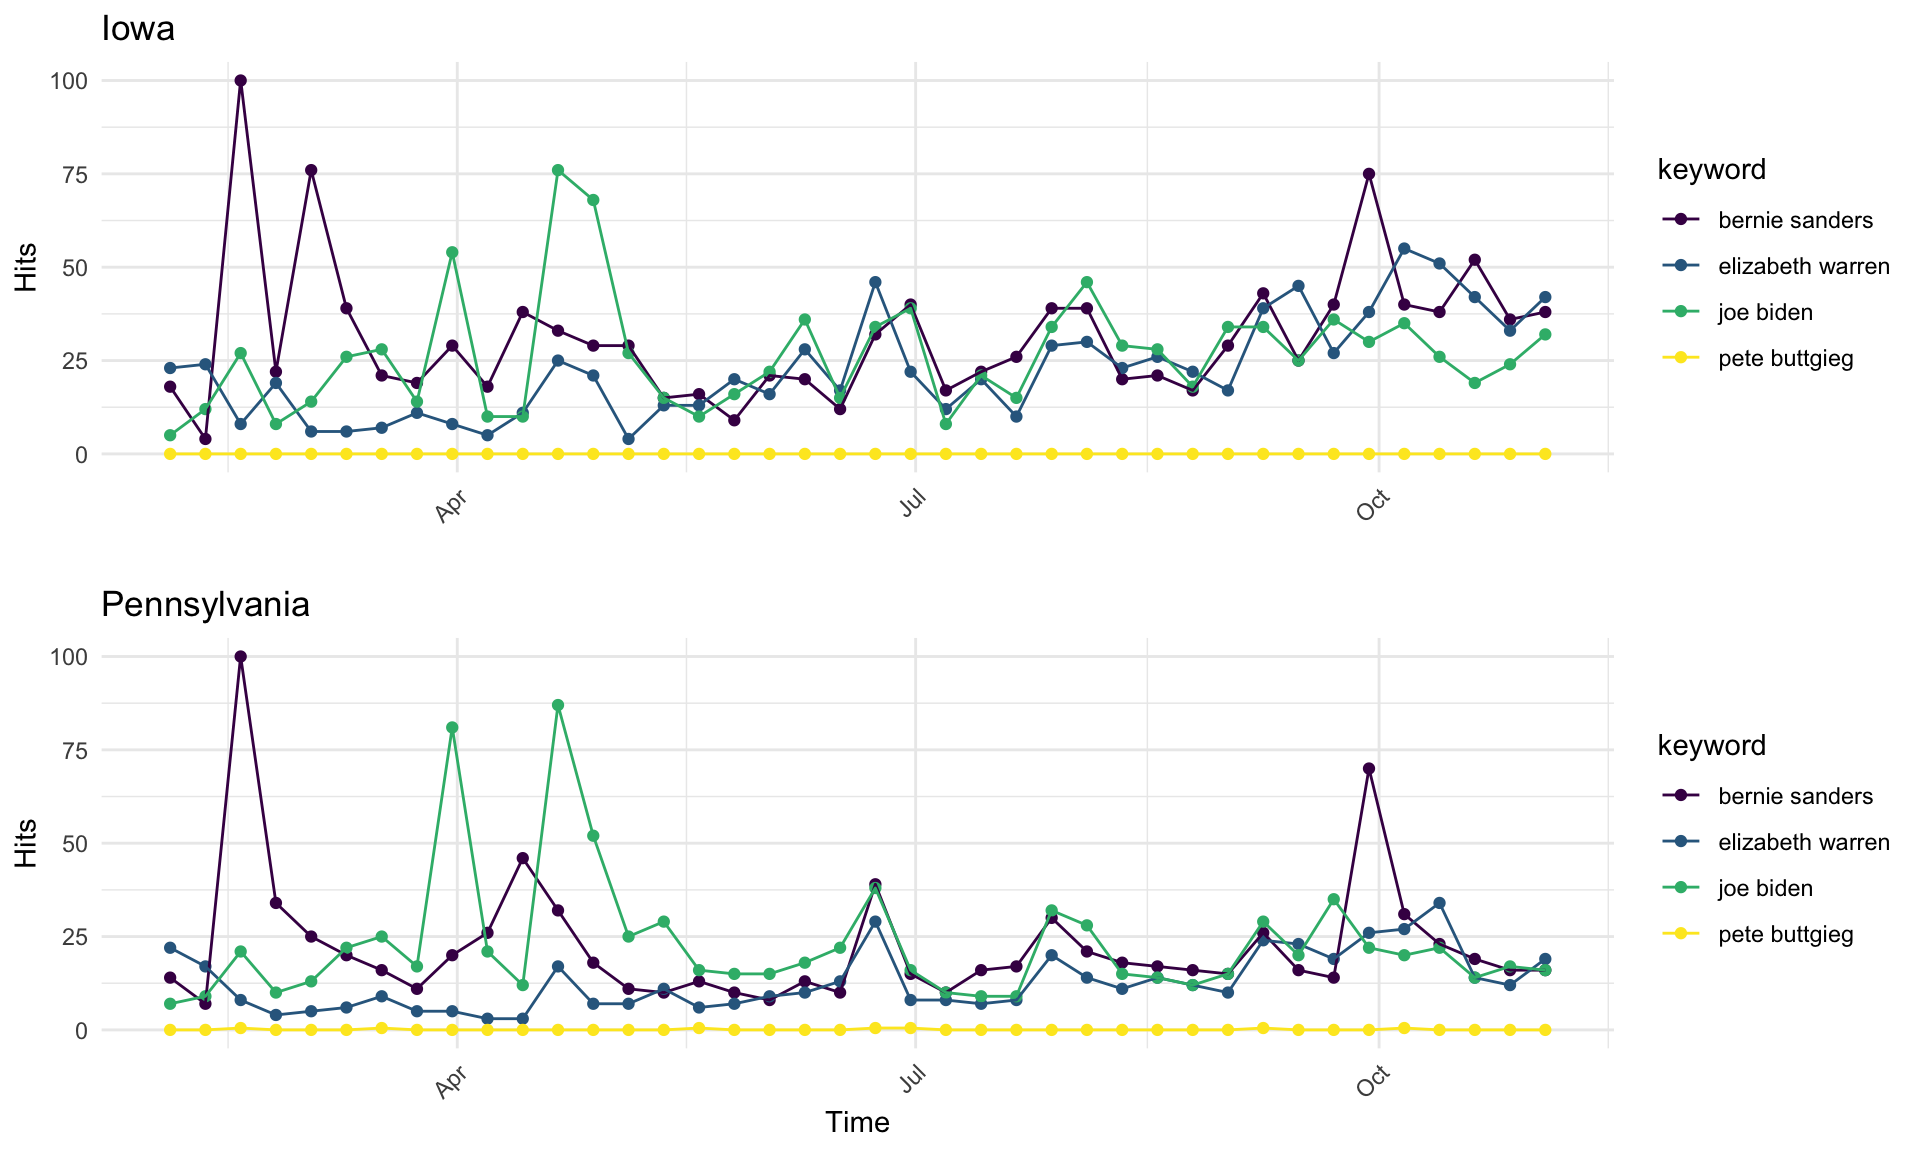 Iowa
100
75
50
25
0
Hits
Apr
Jul
Oct
keyword
bernie sanders
elizabeth warren
joe biden
pete buttgieg
Pennsylvania
100
75
50
25
0
Hits
Apr
Jul
Oct
Time
keyword
bernie sanders
elizabeth warren
joe biden
pete buttgieg